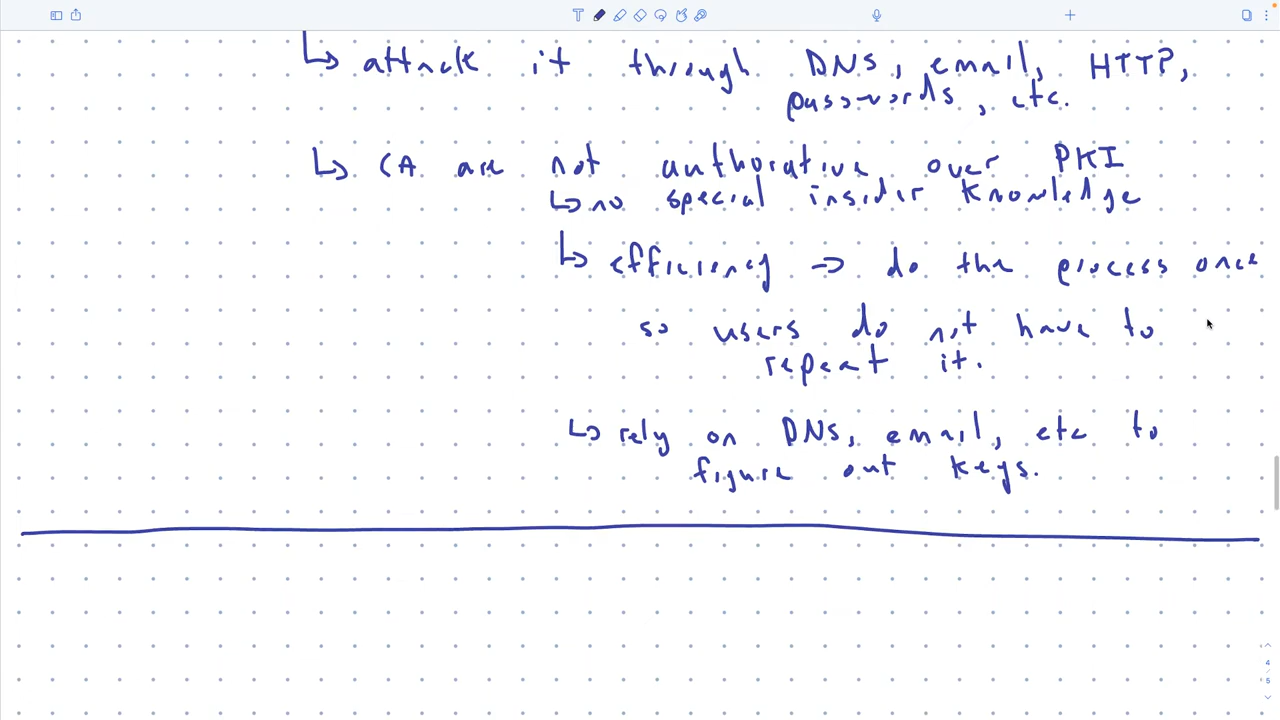 ↳ attack it through DNS, email, HTTP,
passwords, etc.
↳ CA are not authorative over PKI
↳ no special insider knowledge
↳ efficiency → do the process once
so users do not have to
repeat it.
↳ rely on DNS, email, etc to
figure out keys.
4
5